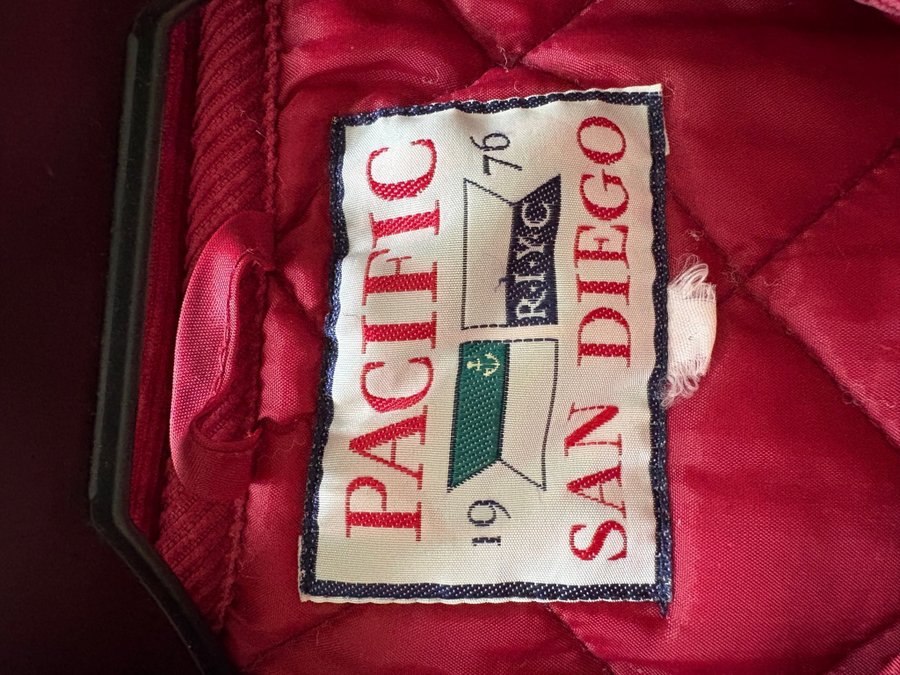 PACIFIC
19 76
R.I.Y.C
SAN DIEGO